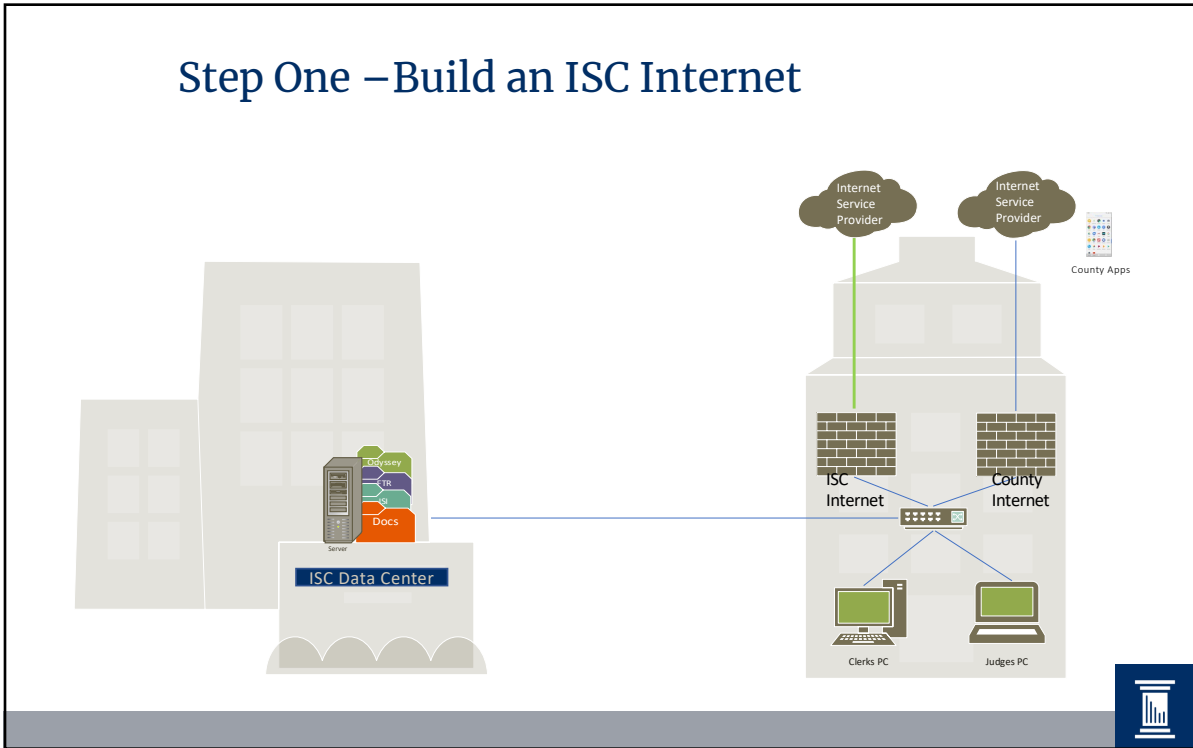 Step One –Build an ISC Internet
Internet
Service
Provider
Internet
Service
Provider
County Apps
Odyssey
FTR
ISI
Docs
Server
ISC Data Center
ISC
Internet
County
Internet
Clerks PC
Judges PC